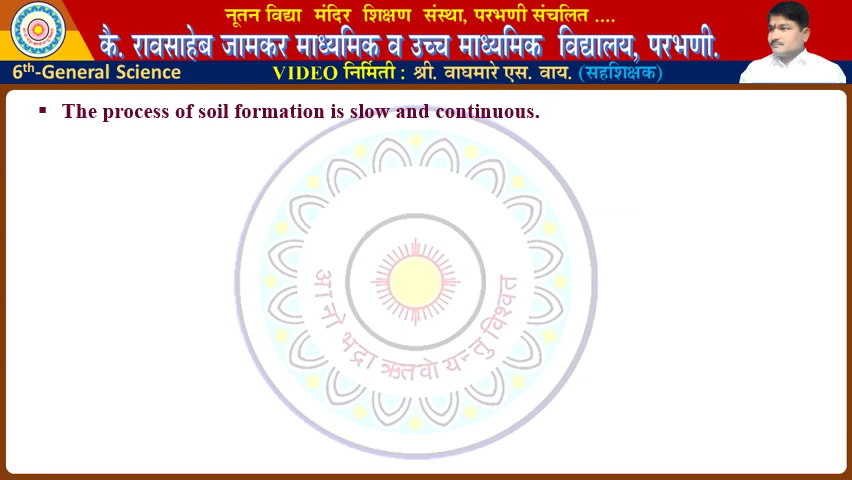 नूतन विद्या मंदिर शिक्षण संस्था, परभणी संचलित ....
कै. रावसाहेब जामकर माध्यमिक व उच्च माध्यमिक विद्यालय, परभणी.
6th-General Science
VIDEO निर्मिती : श्री. वाघमारे एस. वाय. (सहशिक्षक)
▪ The process of soil formation is slow and continuous.
आ नो भद्रा ऋतवो यन्तु विश्वत